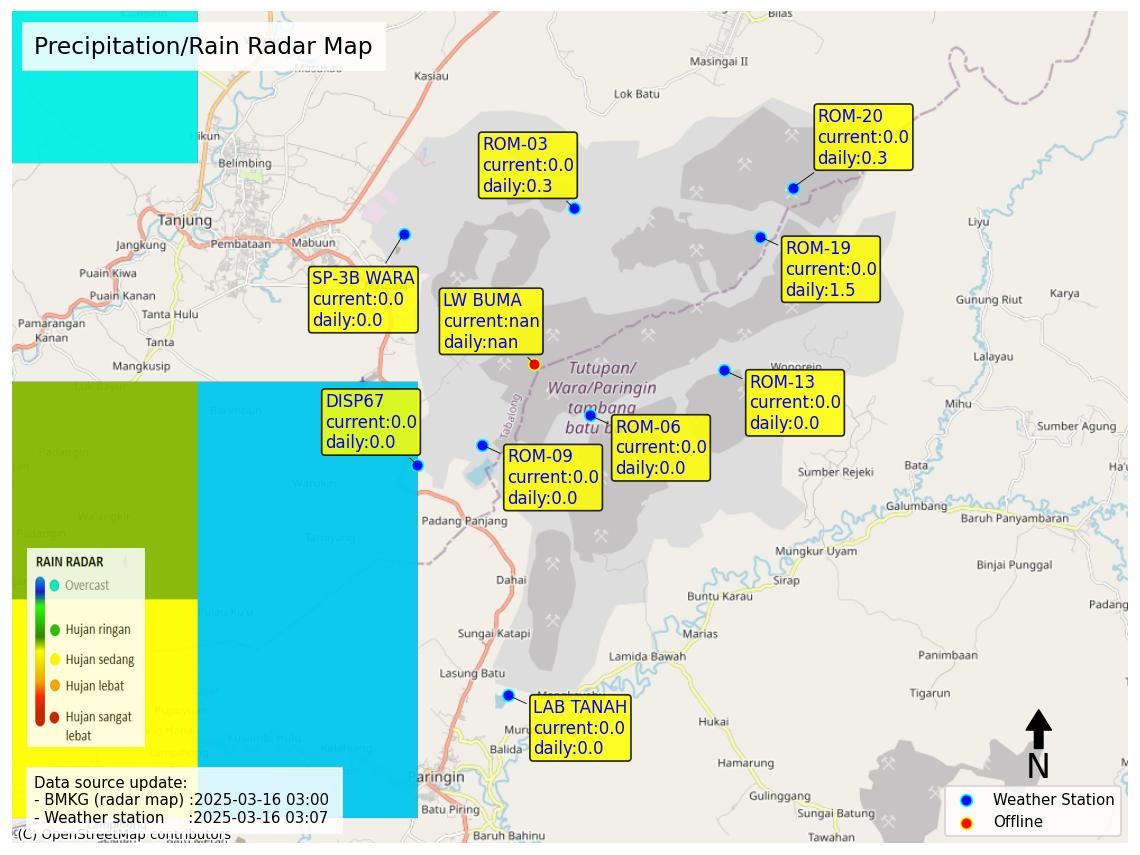 Precipitation/Rain Radar Map
Bilas
Masingai II
Kasiau
Lok Batu
Hikun
Belimbing
Tanjung
Jangkung
Pembataan
Mabuun
Puain Kiwa
Puain Kanan
Tanta Hulu
Pamarangan
Kanan
Tanta
Mangkusip
ROM-03
current:0.0
daily:0.3
ROM-20
current:0.0
daily:0.3
ROM-19
current:0.0
daily:1.5
SP-3B WARA
current:0.0
daily:0.0
LW BUMA
current:nan
daily:nan
Liyu
Gunung Riut
Karya
Lalayau
Mihu
Sumber Agung
Wonorejo
Tutupan/
Wara/Paringin
tambang
batu b
Tabalong
ROM-13
current:0.0
daily:0.0
DISP67
current:0.0
daily:0.0
ROM-06
current:0.0
daily:0.0
ROM-09
current:0.0
daily:0.0
Sumber Rejeki
Bata
Ha'u
Galumbang
Baruh Panyambaran
Padang Panjang
Mungkur Uyam
Binjai Punggal
Sirap
Dahai
Buntu Karau
Padang
Sungai Katapi
Marias
Lamida Bawah
Panimbaan
Lasung Batu
Tigarun
LAB TANAH
current:0.0
daily:0.0
Hukai
Balida
Hamarung
Paringin
Gulinggang
Batu Piring
Sungai Batung
Baruh Bahinu
Tawahan
RAIN RADAR
Overcast
Hujan ringan
Hujan sedang
Hujan lebat
Hujan sangat
lebat
Data source update:
- BMKG (radar map) :2025-03-16 03:00
- Weather station :2025-03-16 03:07
(C) OpenStreetMap contributors
N
Weather Station
Offline